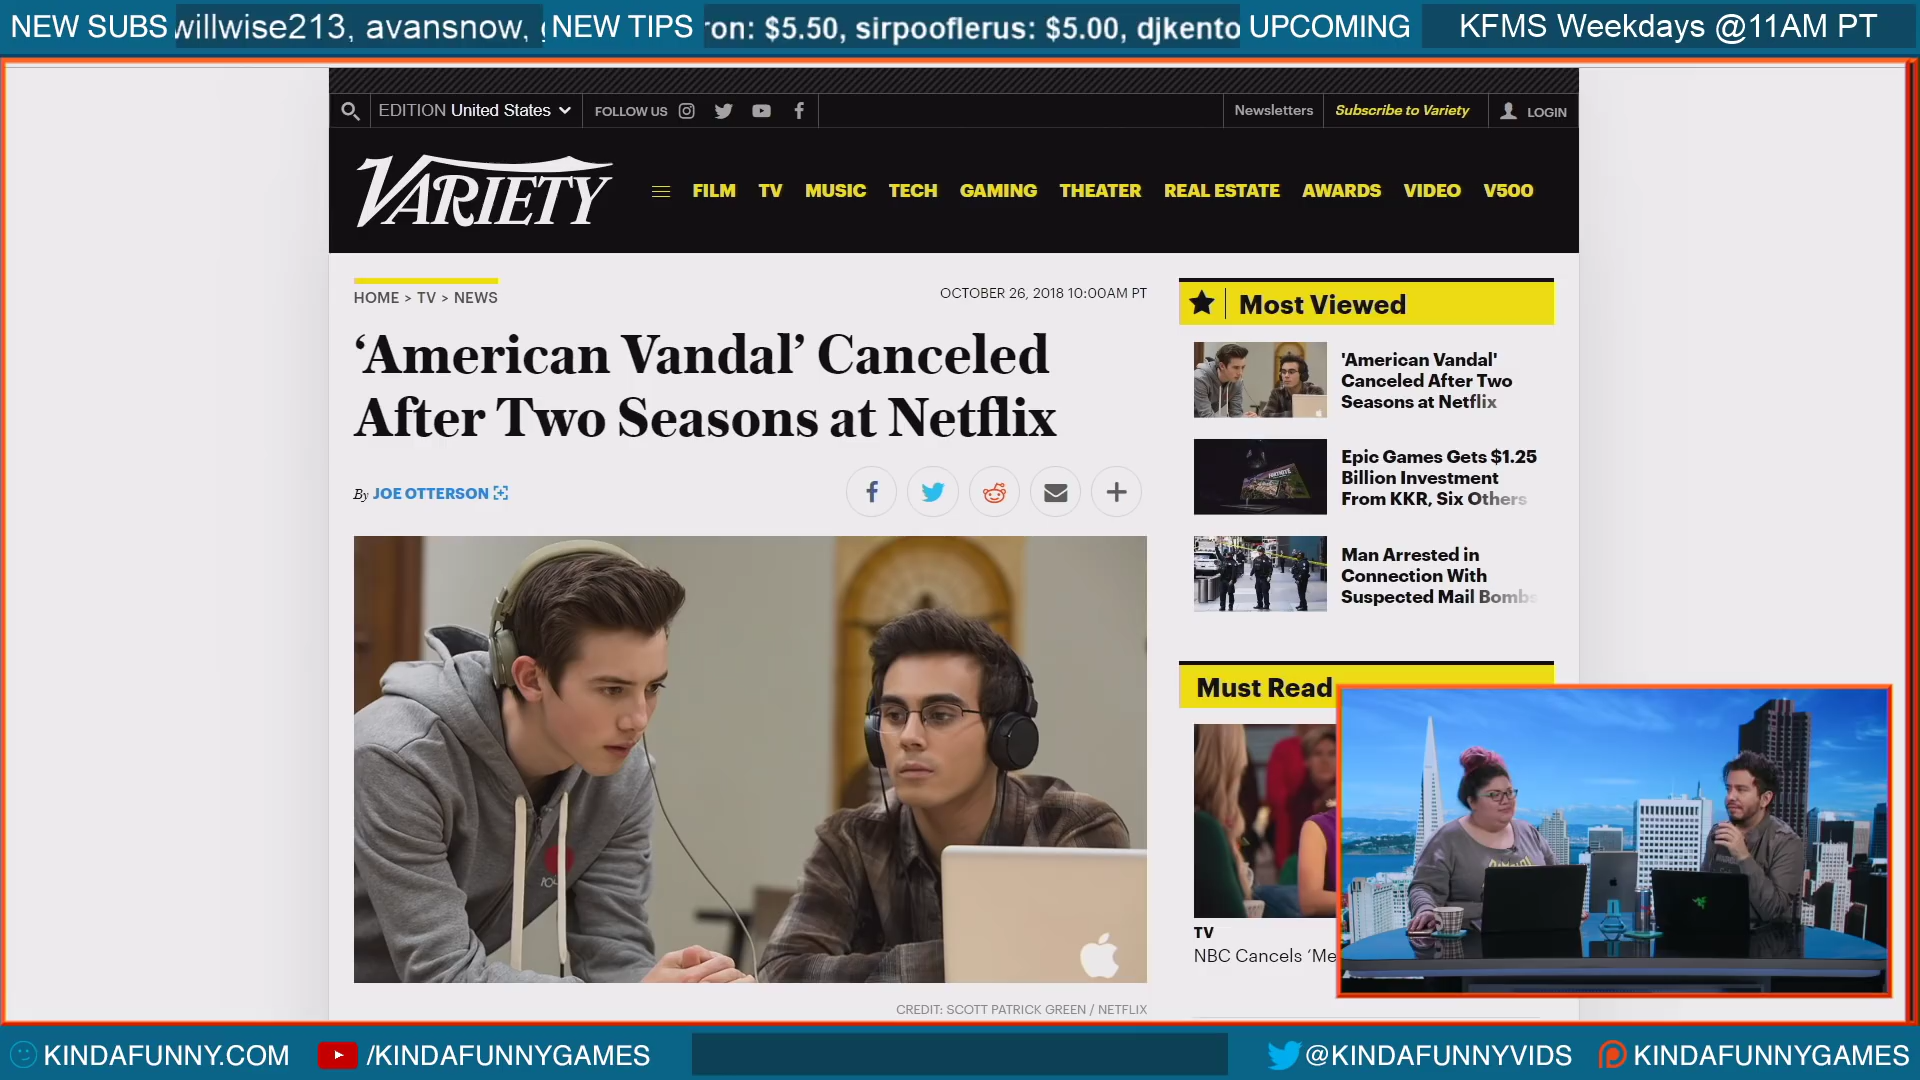 NEW SUBS willwise213, avansnow, NEW TIPS ron: $5.50, sirpooflerus: $5.00, djkento UPCOMING KFMS Weekdays @11AM PT
EDITION United States FOLLOW US Newsletters Subscribe to Variety LOGIN
VARIETY FILM TV MUSIC TECH GAMING THEATER REAL ESTATE AWARDS VIDEO V500
HOME > TV > NEWS
OCTOBER 26, 2018 10:00AM PT
‘American Vandal’ Canceled
After Two Seasons at Netflix
By JOE OTTERSON
CREDIT: SCOTT PATRICK GREEN / NETFLIX
Most Viewed
'American Vandal'
Canceled After Two
Seasons at Netflix
Epic Games Gets $1.25
Billion Investment
From KKR, Six Others
Man Arrested in
Connection With
Suspected Mail Bombs
Must Read
TV
NBC Cancels ‘Me
KINDAFUNNY.COM /KINDAFUNNYGAMES @KINDAFUNNYVIDS KINDAFUNNYGAMES